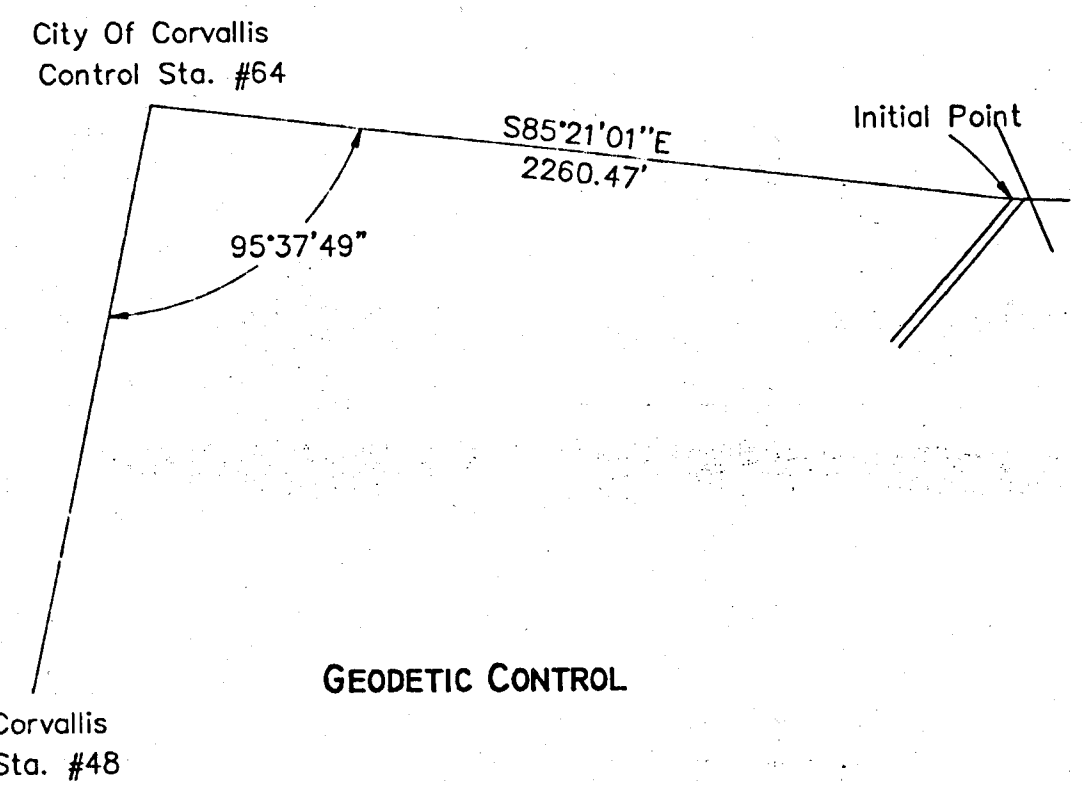 City Of Corvallis
Control Sta. #64
Initial Point
S85°21'01"E
2260.47'
95°37'49"
GEODETIC CONTROL
Corvallis
Sta. #48